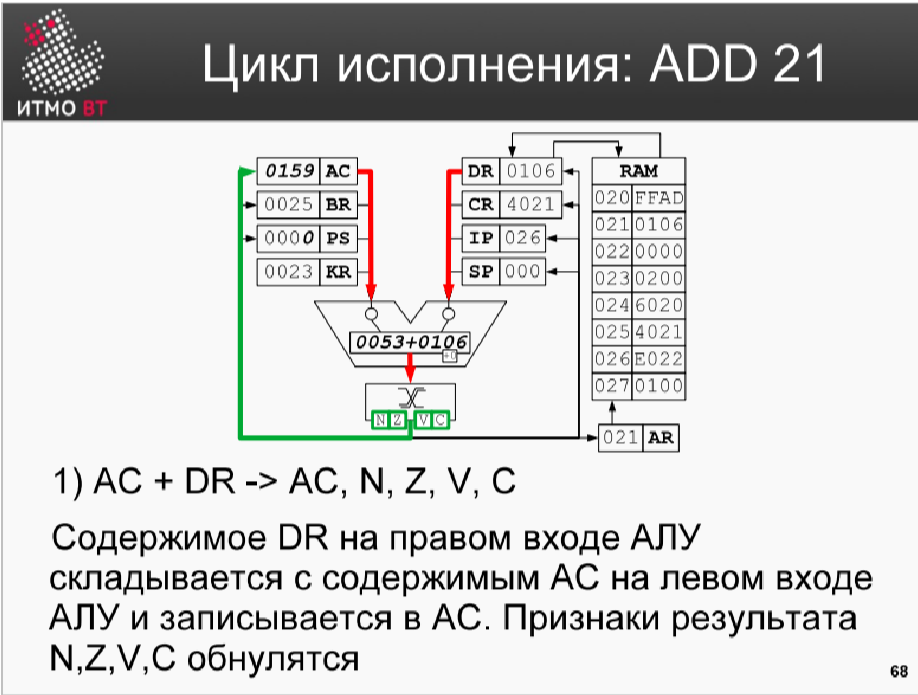 ИТМО ВТ
Цикл исполнения: ADD 21
0159 AC
0025 BR
0000 PS
0023 KR
DR 0106
CR 4021
IP 026
SP 000
RAM
020 FFAD
021 0106
022 0000
023 0200
024 6020
025 4021
026 E022
027 0100
0053+0106
+0
N Z V C
021 AR
1) AC + DR -> AC, N, Z, V, C
Содержимое DR на правом входе АЛУ
складывается с содержимым AC на левом входе
АЛУ и записывается в AC. Признаки результата
N,Z,V,C обнулятся
68